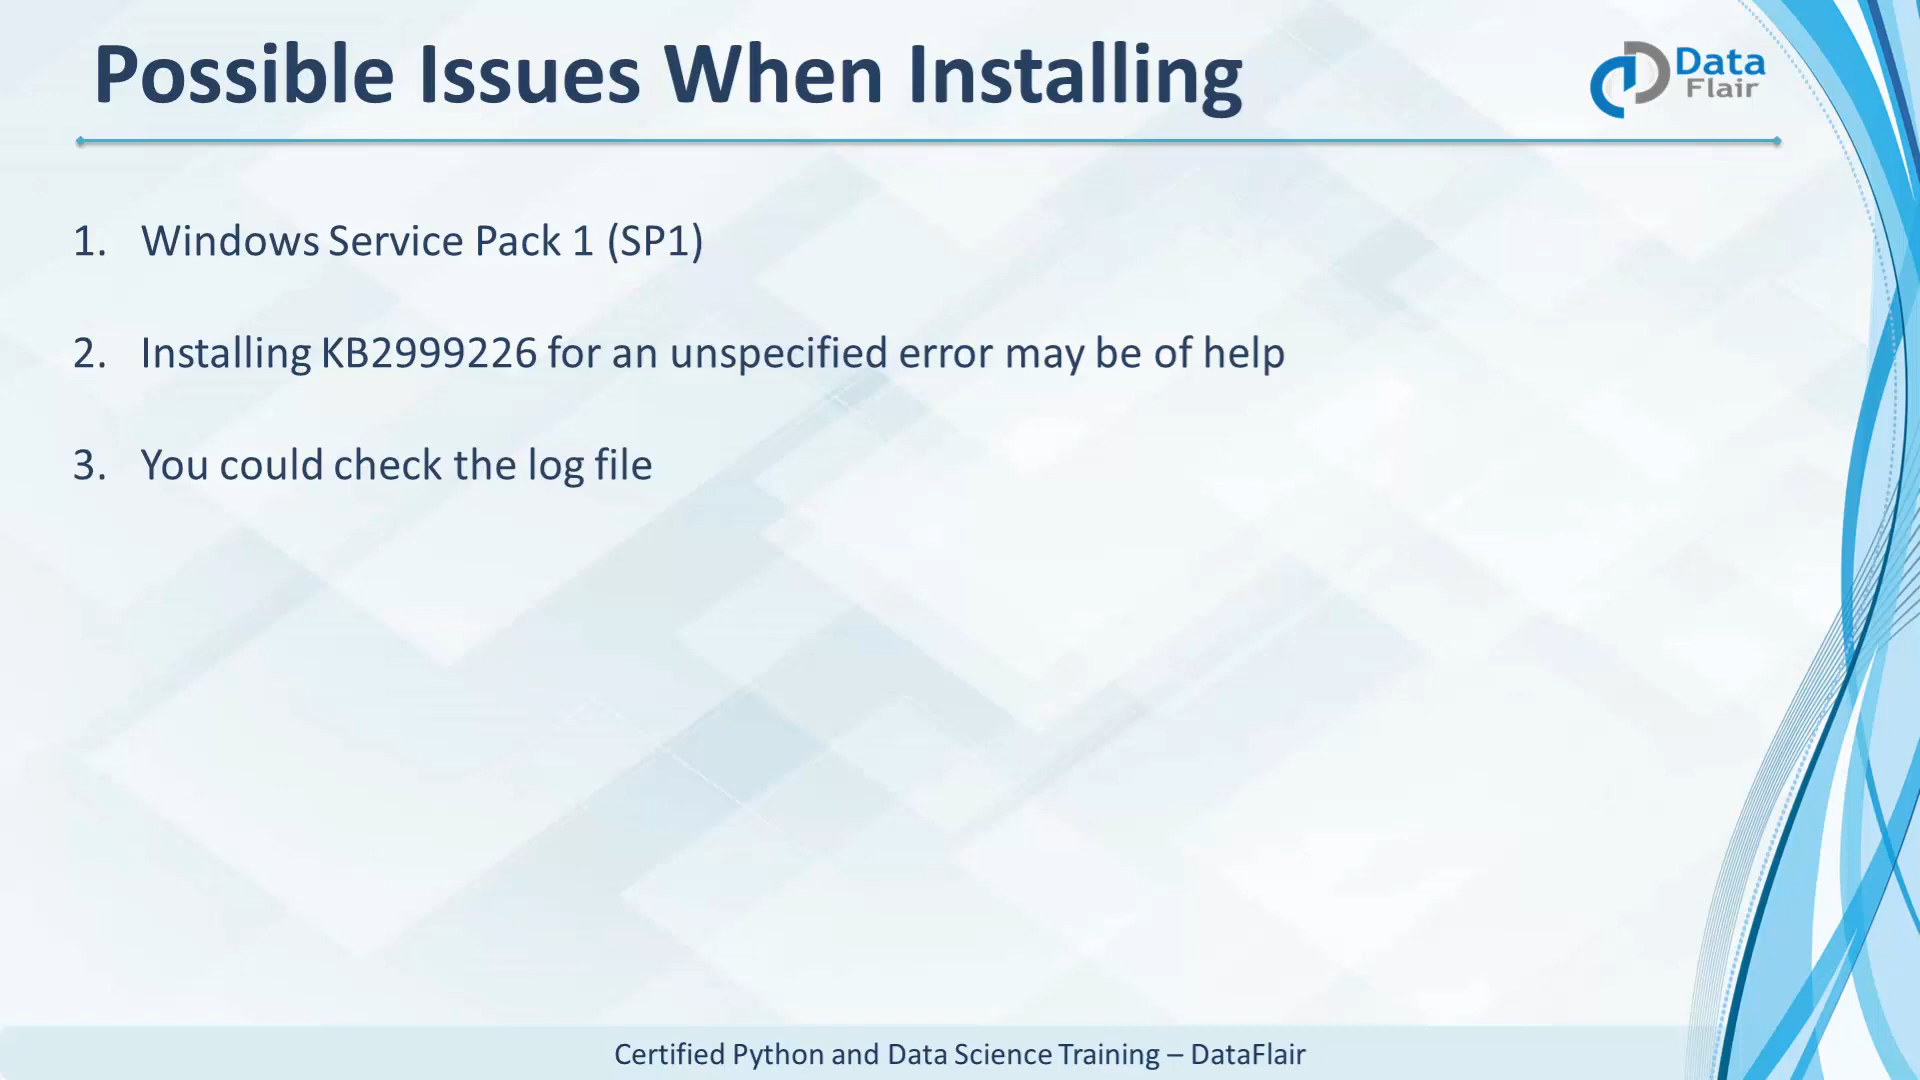 Possible Issues When Installing
Data
Flair
1. Windows Service Pack 1 (SP1)
2. Installing KB2999226 for an unspecified error may be of help
3. You could check the log file
Certified Python and Data Science Training – DataFlair